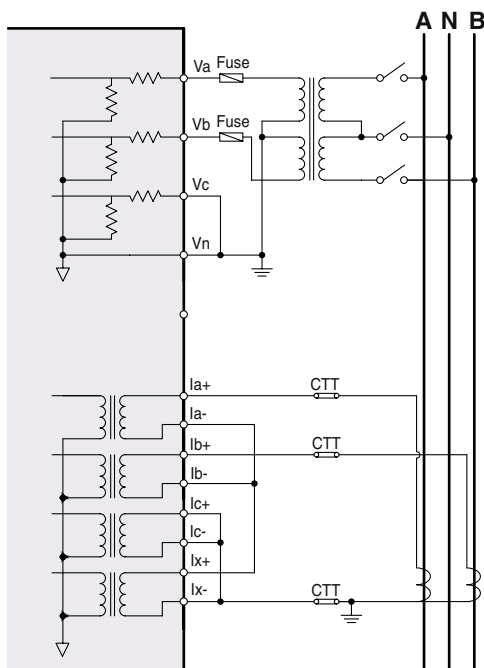 A N B
Va Fuse
Vb Fuse
Vc
Vn
Ia+ CTT
Ia-
Ib+ CTT
Ib-
Ic+
Ic-
Ix+
Ix- CTT